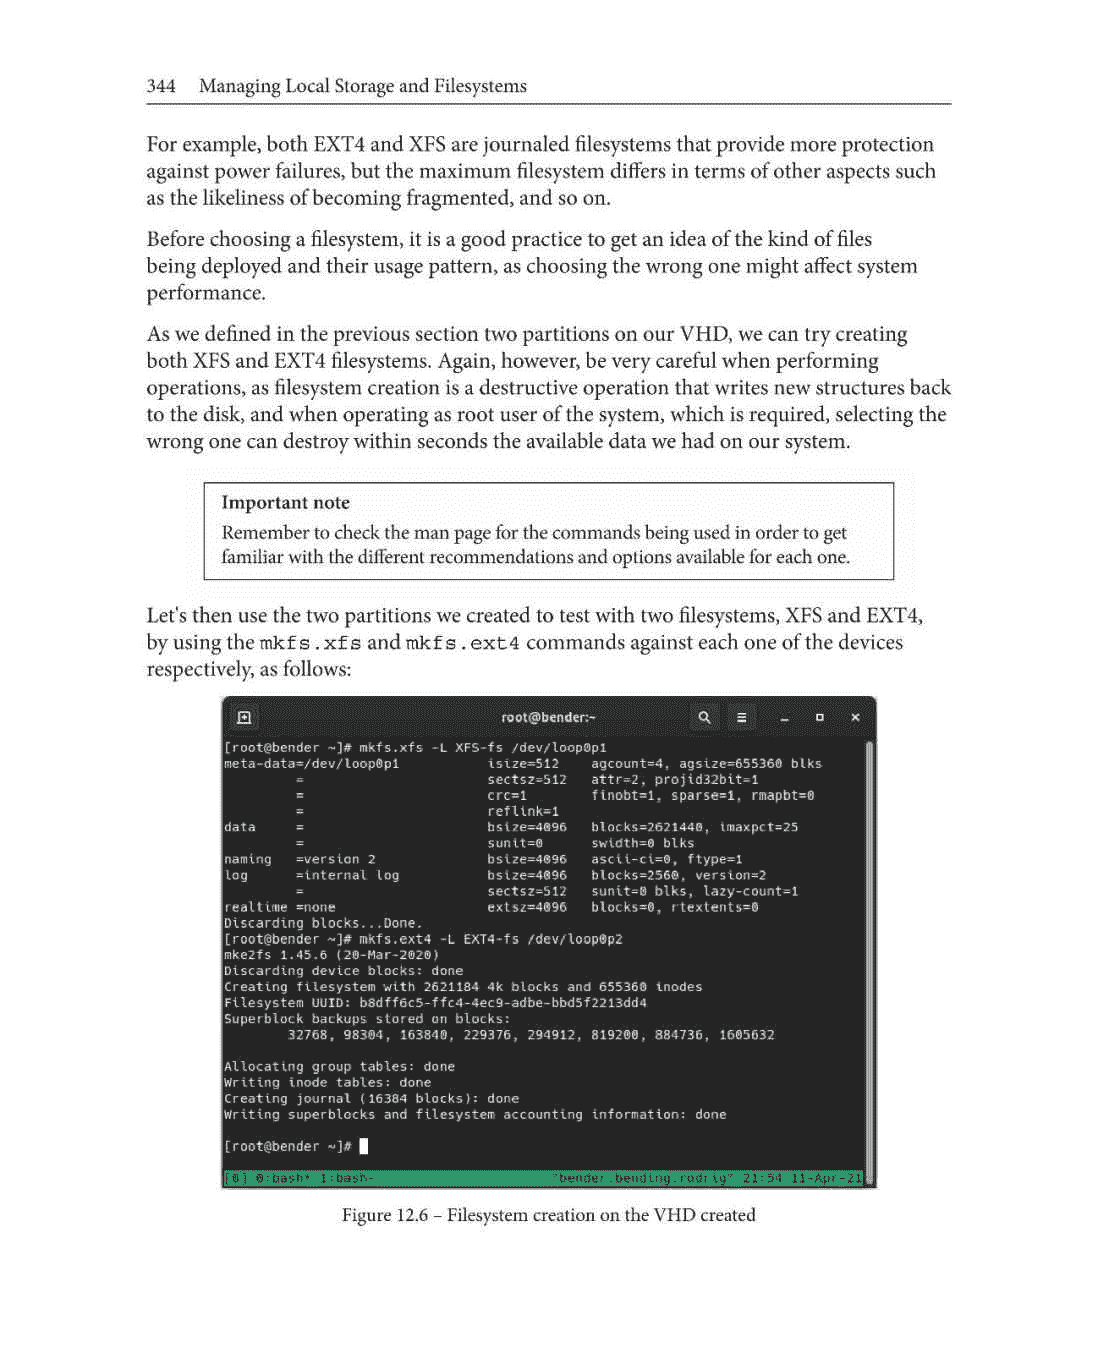 344 Managing Local Storage and Filesystems
For example, both EXT4 and XFS are journaled filesystems that provide more protection
against power failures, but the maximum filesystem differs in terms of other aspects such
as the likeliness of becoming fragmented, and so on.
Before choosing a filesystem, it is a good practice to get an idea of the kind of files
being deployed and their usage pattern, as choosing the wrong one might affect system
performance.
As we defined in the previous section two partitions on our VHD, we can try creating
both XFS and EXT4 filesystems. Again, however, be very careful when performing
operations, as filesystem creation is a destructive operation that writes new structures back
to the disk, and when operating as root user of the system, which is required, selecting the
wrong one can destroy within seconds the available data we had on our system.
Important note
Remember to check the man page for the commands being used in order to get
familiar with the different recommendations and options available for each one.
Let's then use the two partitions we created to test with two filesystems, XFS and EXT4,
by using the mkfs.xfs and mkfs.ext4 commands against each one of the devices
respectively, as follows:
root@bender:~
[root@bender ~]# mkfs.xfs -L XFS-fs /dev/loop0p1
meta-data=/dev/loop0p1 isize=512 agcount=4, agsize=655360 blks
= sectsz=512 attr=2, projid32bit=1
= crc=1 finobt=1, sparse=1, rmapbt=0
= reflink=1
data = bsize=4096 blocks=2621440, imaxpct=25
= sunit=0 swidth=0 blks
naming =version 2 bsize=4096 ascii-ci=0, ftype=1
log =internal log bsize=4096 blocks=2560, version=2
= sectsz=512 sunit=0 blks, lazy-count=1
realtime =none extsz=4096 blocks=0, rtextents=0
Discarding blocks...Done.
[root@bender ~]# mkfs.ext4 -L EXT4-fs /dev/loop0p2
mke2fs 1.45.6 (20-Mar-2020)
Discarding device blocks: done
Creating filesystem with 2621184 4k blocks and 655360 inodes
Filesystem UUID: b8dff6c5-ffc4-4ec9-adbe-bbd5f2213dd4
Superblock backups stored on blocks:
32768, 98304, 163840, 229376, 294912, 819200, 884736, 1605632
Allocating group tables: done
Writing inode tables: done
Creating journal (16384 blocks): done
Writing superblocks and filesystem accounting information: done
[root@bender ~]#
[0] 0:bash* 1:bash- "bender.bending.rodrig" 21:54 11-Apr-21
Figure 12.6 – Filesystem creation on the VHD created